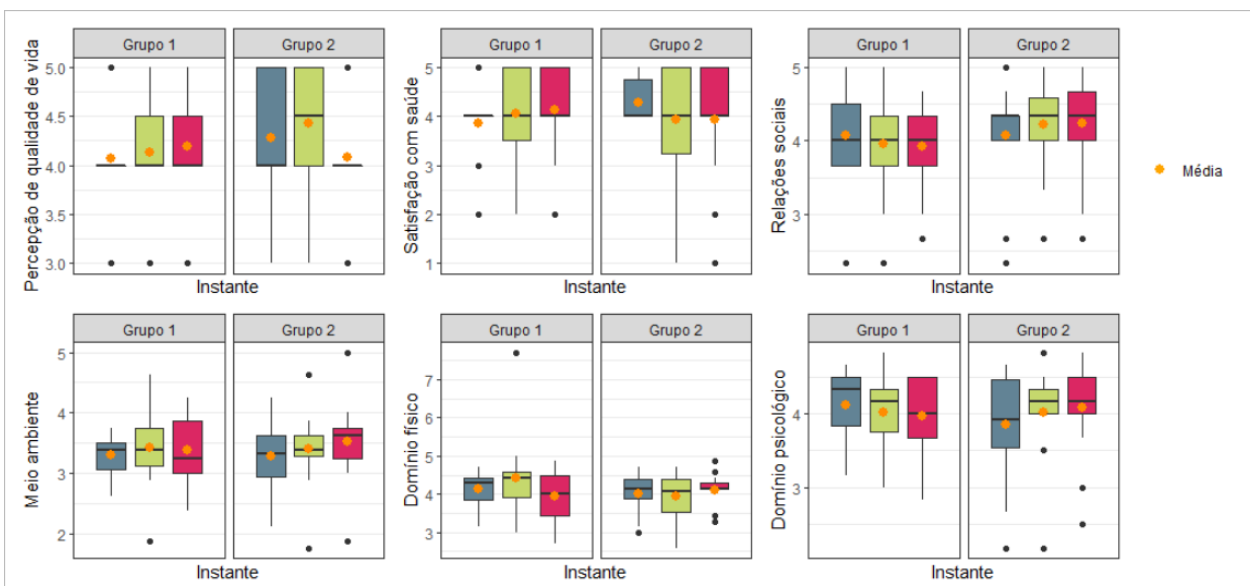 Percepção de qualidade de vida
Grupo 1
Grupo 2
5.0
4.5
4.0
3.5
3.0
Instante
Satisfação com saúde
Grupo 1
Grupo 2
5
4
3
2
1
Instante
Relações sociais
Grupo 1
Grupo 2
5
4
3
Instante
Média
Meio ambiente
Grupo 1
Grupo 2
5
4
3
2
Instante
Domínio físico
Grupo 1
Grupo 2
7
6
5
4
3
Instante
Domínio psicológico
Grupo 1
Grupo 2
4
3
Instante